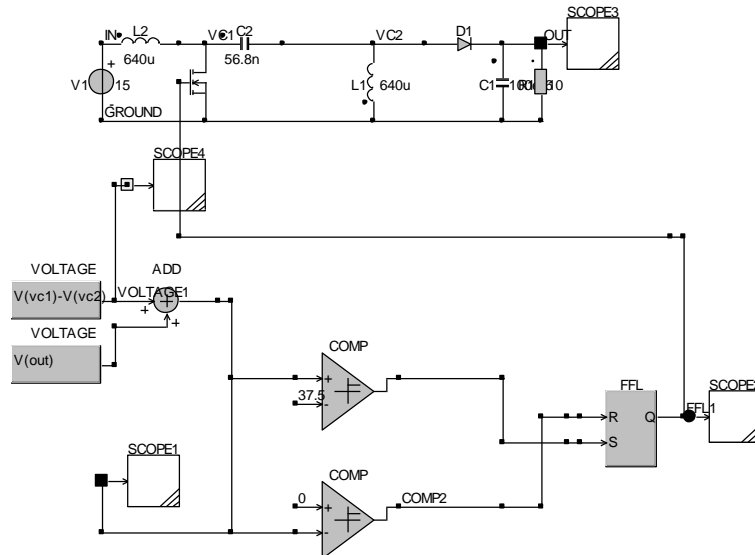 SCOPE3
IN L2 VC1 C2 VC2 D1 OUT
640u 56.8n
V1 15 L1 640u C1
GROUND
SCOPE4
VOLTAGE ADD
V(vc1)-V(vc2) VOLTAGE1
+ +
VOLTAGE
V(out)
COMP
+
37.5 -
FFL SCOPE2
R Q FFL1
S
SCOPE1
COMP
0 + COMP2
-